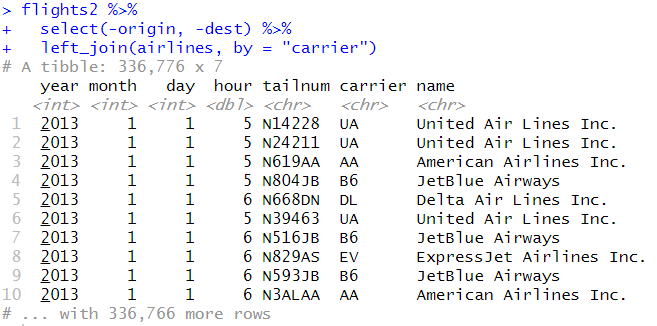 > flights2 %>%
+   select(-origin, -dest) %>%
+   left_join(airlines, by = "carrier")
# A tibble: 336,776 x 7
    year month   day  hour tailnum carrier name
   <int> <int> <int> <dbl> <chr>   <chr>   <chr>
 1  2013     1     1     5 N14228  UA      United Air Lines Inc.
 2  2013     1     1     5 N24211  UA      United Air Lines Inc.
 3  2013     1     1     5 N619AA  AA      American Airlines Inc.
 4  2013     1     1     5 N804JB  B6      JetBlue Airways
 5  2013     1     1     6 N668DN  DL      Delta Air Lines Inc.
 6  2013     1     1     5 N39463  UA      United Air Lines Inc.
 7  2013     1     1     6 N516JB  B6      JetBlue Airways
 8  2013     1     1     6 N829AS  EV      ExpressJet Airlines Inc.
 9  2013     1     1     6 N593JB  B6      JetBlue Airways
10  2013     1     1     6 N3ALAA  AA      American Airlines Inc.
# ... with 336,766 more rows